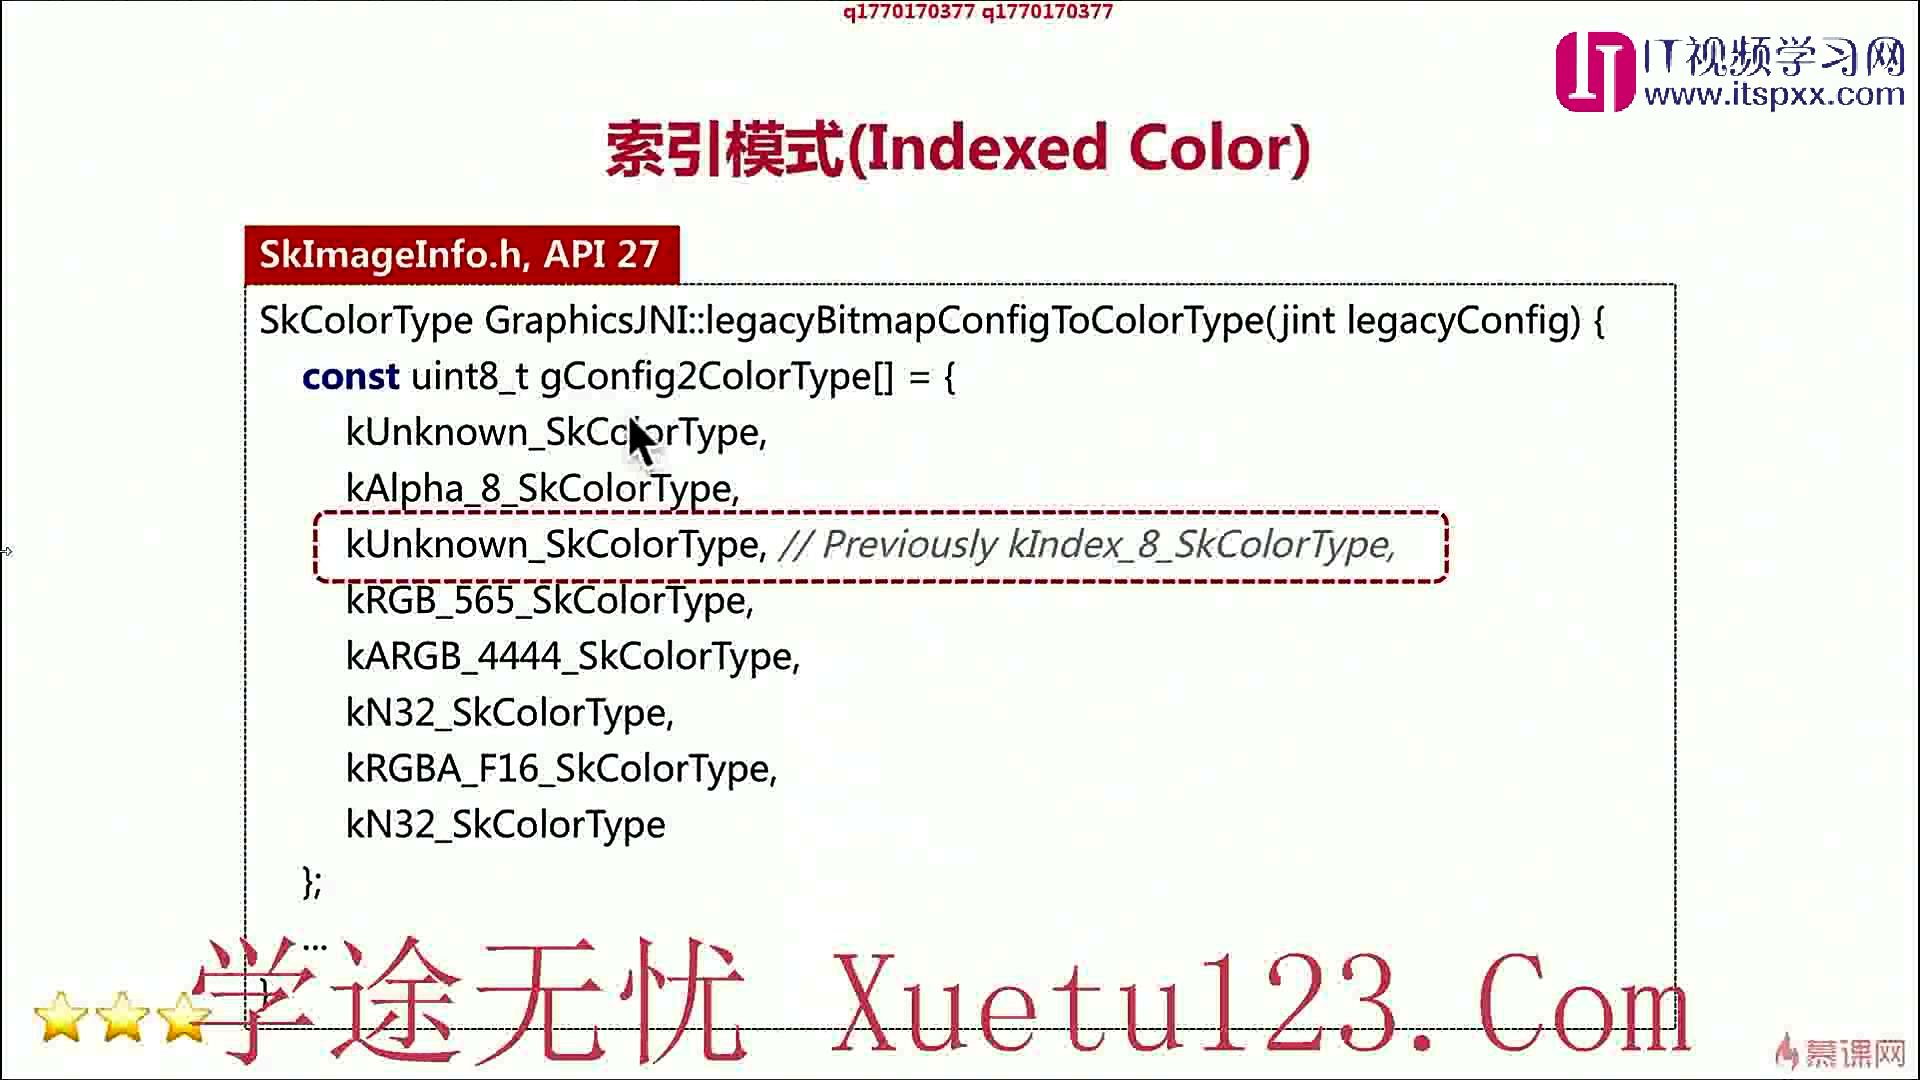 q1770170377 q1770170377
IT视频学习网
www.itspxx.com
索引模式(Indexed Color)
SkImageInfo.h, API 27
SkColorType GraphicsJNI::legacyBitmapConfigToColorType(jint legacyConfig) {
const uint8_t gConfig2ColorType[] = {
kUnknown_SkColorType,
kAlpha_8_SkColorType,
kUnknown_SkColorType, // Previously kIndex_8_SkColorType,
kRGB_565_SkColorType,
kARGB_4444_SkColorType,
kN32_SkColorType,
kRGBA_F16_SkColorType,
kN32_SkColorType
};
...
}
学途无忧 Xuetu123.Com
慕课网